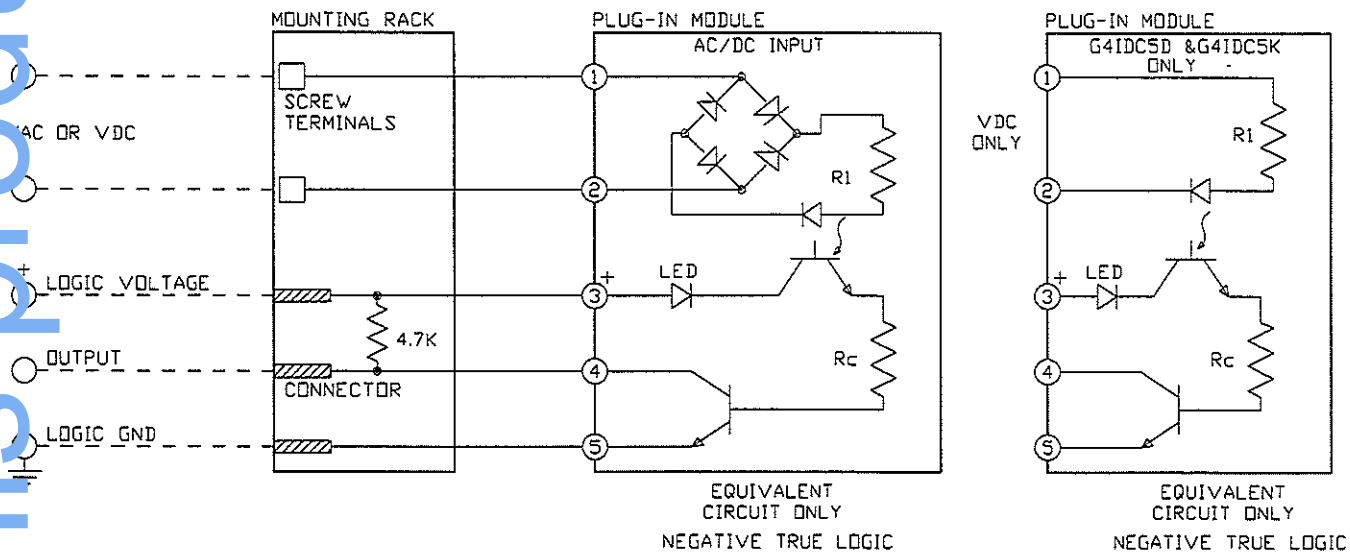 MOUNTING RACK
PLUG-IN MODULE
PLUG-IN MODULE
AC/DC INPUT
G4IDC5D &G4IDC5K
ONLY -
1
SCREW
TERMINALS
1
VAC OR VDC
VDC
ONLY
R1
R1
2
2
+
LOGIC VOLTAGE
+
LED
3
+
LED
3
4.7K
Rc
Rc
OUTPUT
4
4
CONNECTOR
LOGIC GND
5
5
EQUIVALENT
CIRCUIT ONLY
NEGATIVE TRUE LOGIC
EQUIVALENT
CIRCUIT ONLY
NEGATIVE TRUE LOGIC